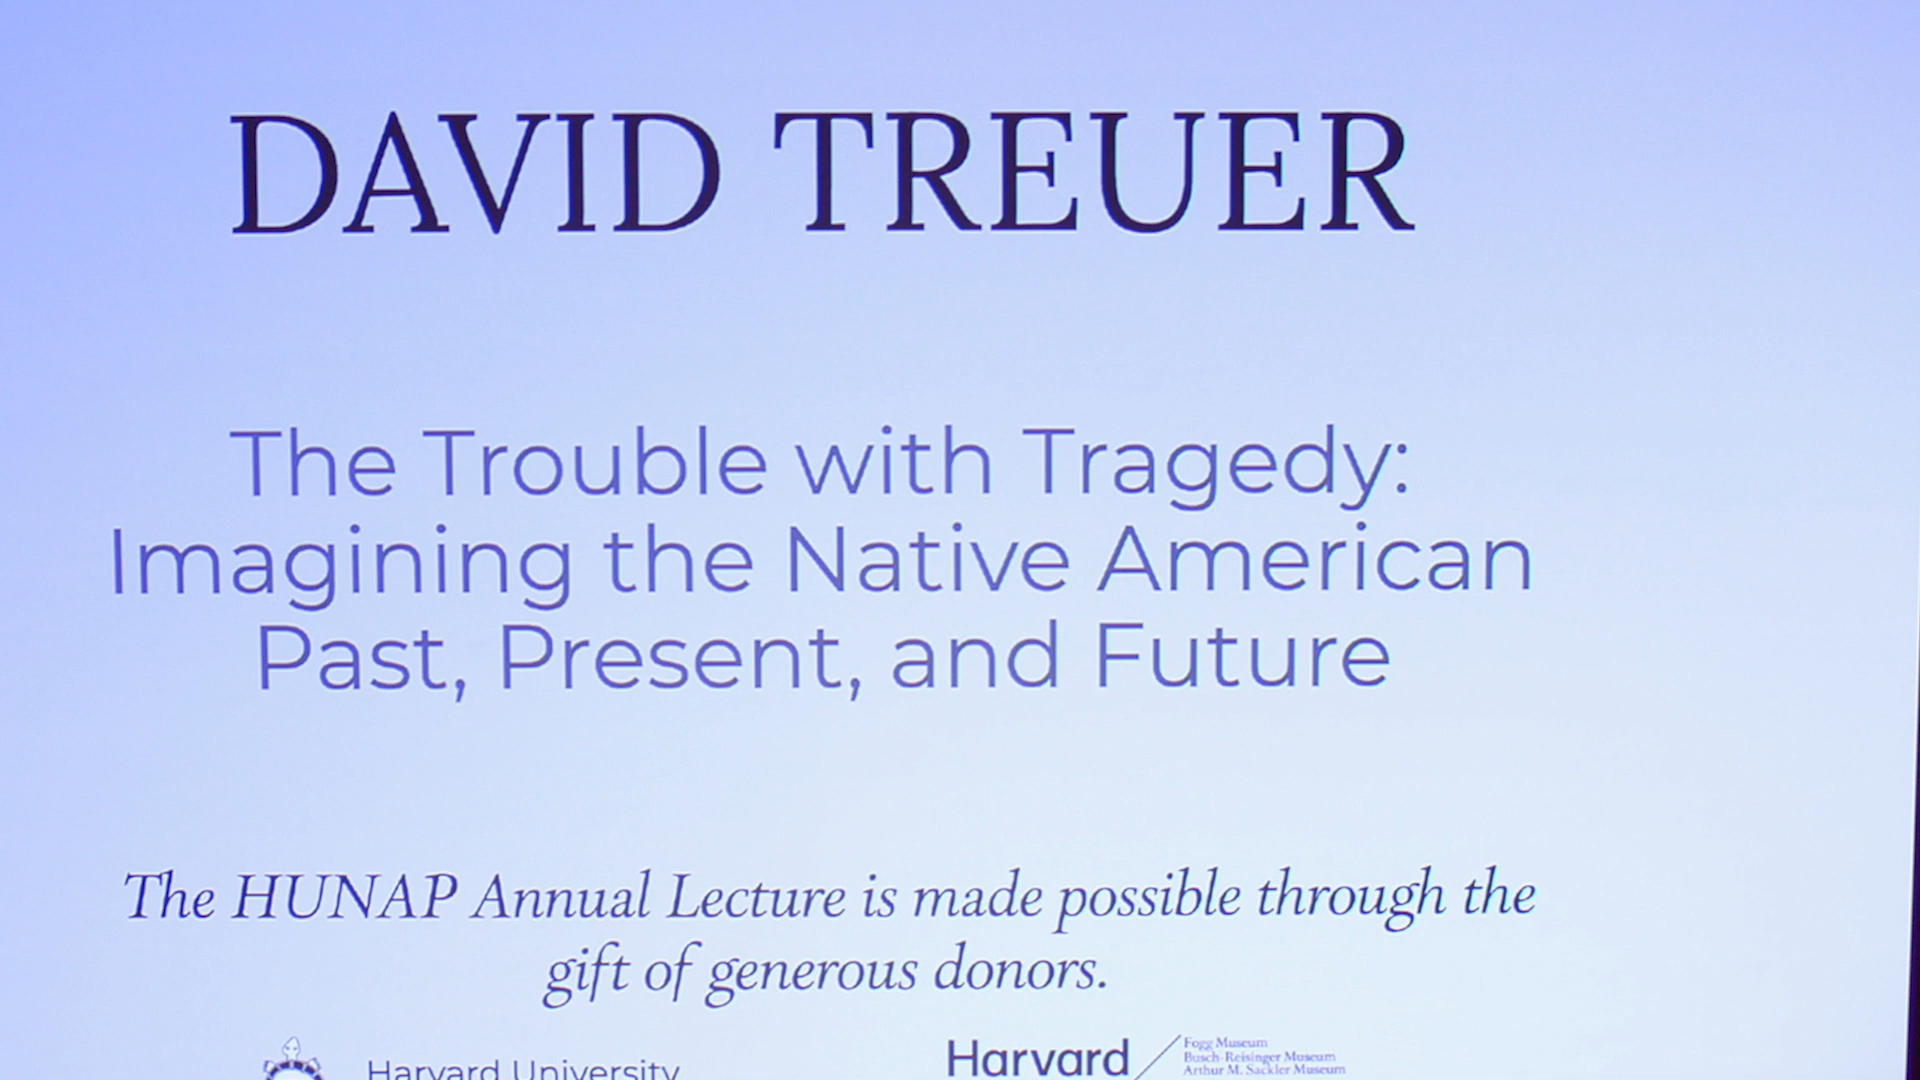 DAVID TREUER
The Trouble with Tragedy:
Imagining the Native American
Past, Present, and Future
The HUNAP Annual Lecture is made possible through the
gift of generous donors.
Harvard University
Harvard
Fogg Museum
Busch-Reisinger Museum
Arthur M. Sackler Museum